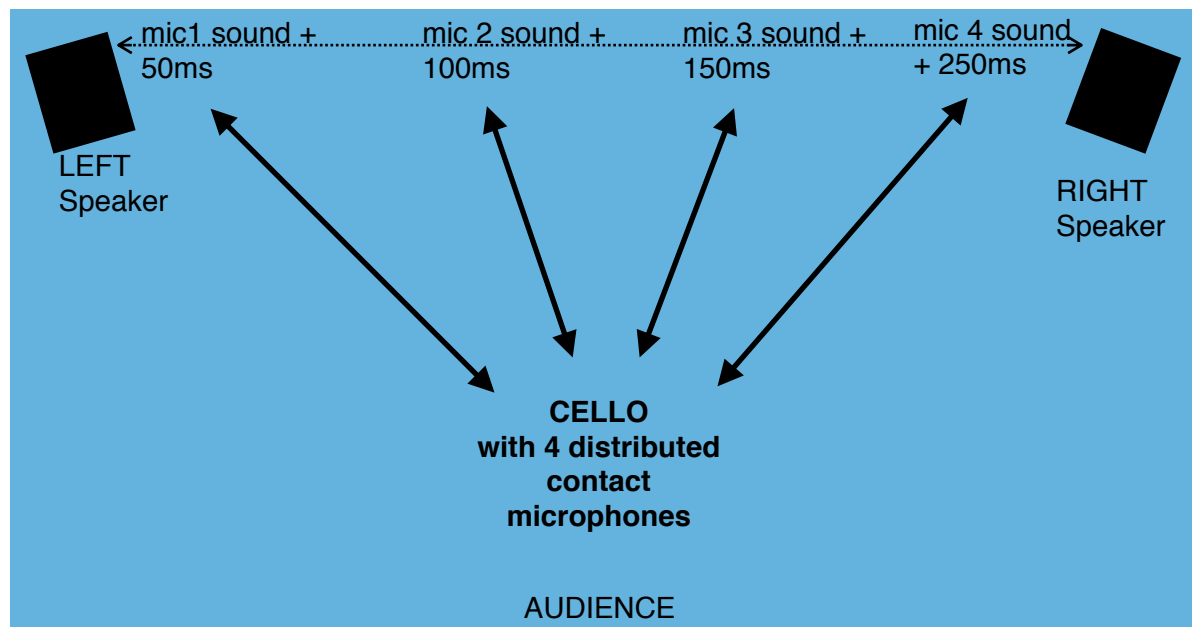 mic1 sound +
50ms
mic 2 sound +
100ms
mic 3 sound +
150ms
mic 4 sound
+ 250ms
LEFT
Speaker
RIGHT
Speaker
CELLO
with 4 distributed
contact
microphones
AUDIENCE